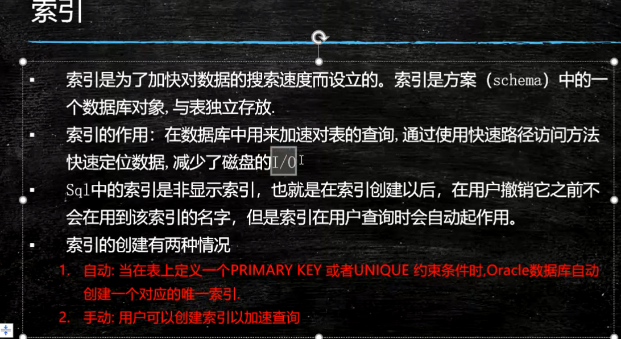 索引
▪ 索引是为了加快对数据的搜索速度而设立的。索引是方案（schema）中的一
个数据库对象,与表独立存放.
▪ 索引的作用：在数据库中用来加速对表的查询,通过使用快速路径访问方法
快速定位数据,减少了磁盘的I/O
▪ Sql中的索引是非显示索引，也就是在索引创建以后，在用户撤销它之前不
会在用到该索引的名字，但是索引在用户查询时会自动起作用。
▪ 索引的创建有两种情况
1. 自动: 当在表上定义一个PRIMARY KEY 或者UNIQUE 约束条件时,Oracle数据库自动
创建一个对应的唯一索引.
2. 手动: 用户可以创建索引以加速查询